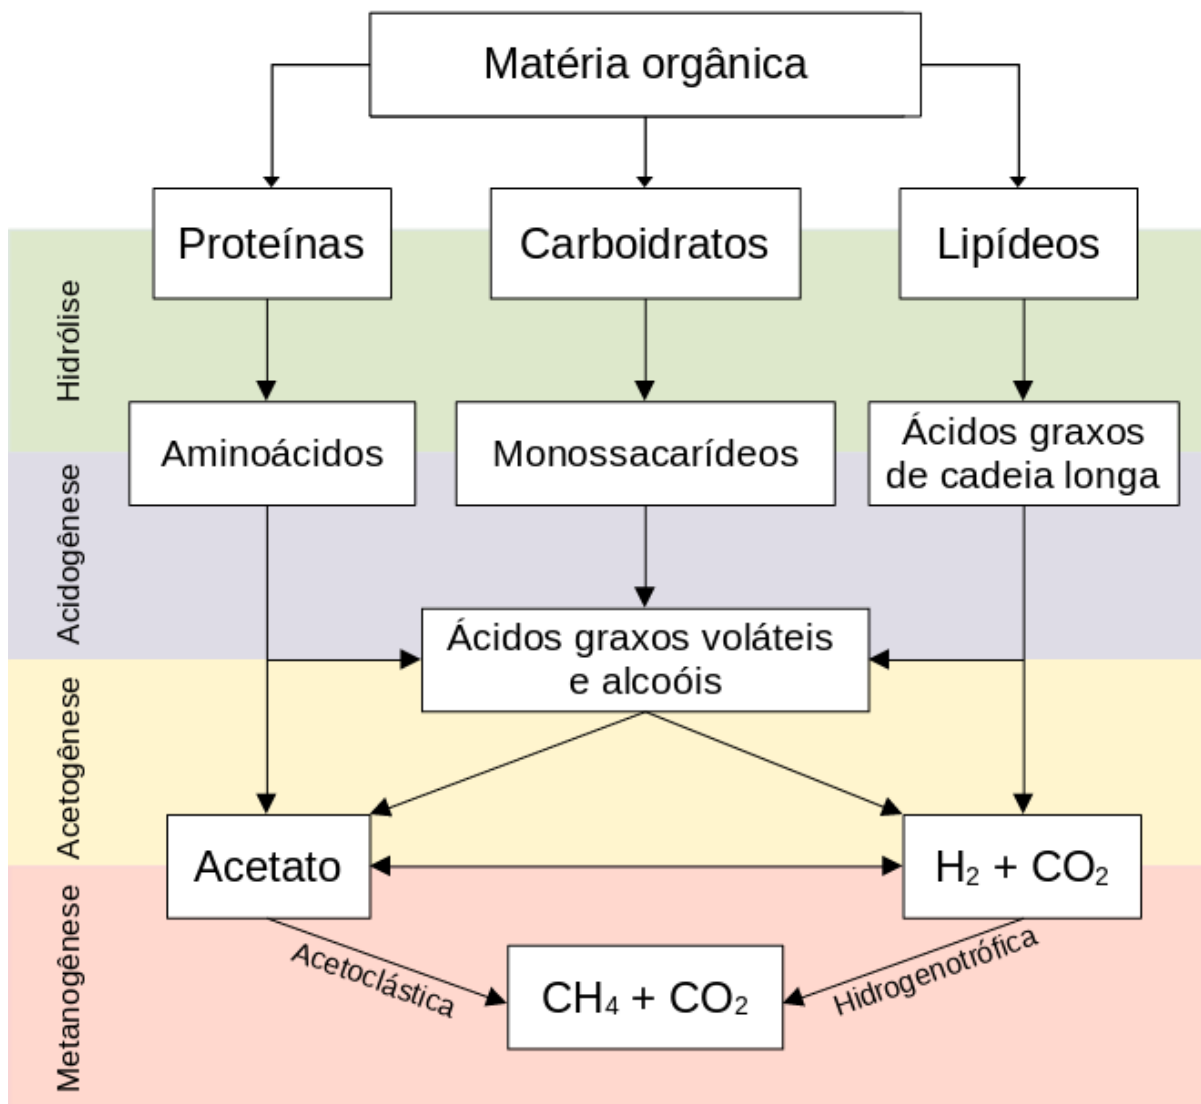 Matéria orgânica
Proteínas
Carboidratos
Lipídeos
Hidrólise
Aminoácidos
Monossacarídeos
Ácidos graxos
de cadeia longa
Acidogênese
Ácidos graxos voláteis
e alcoóis
Acetogênese
Acetato
H₂ + CO₂
Metanogênese
Acetoclástica
Hidrogenotrófica
CH₄ + CO₂